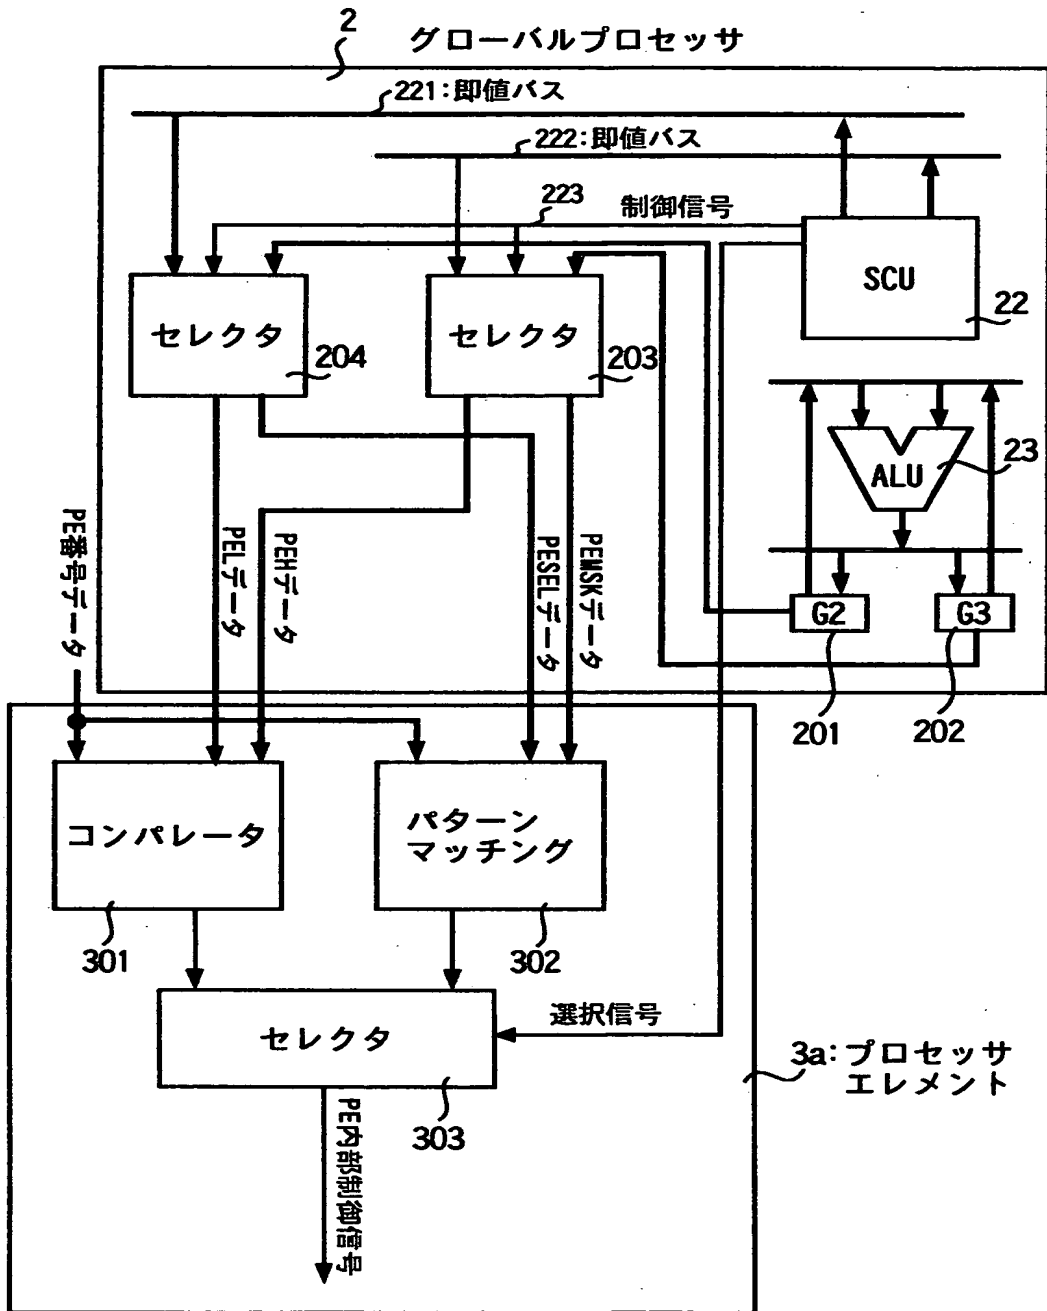 2
グローバルプロセッサ
221:即値バス
222:即値バス
223
制御信号
SCU
22
セレクタ
204
セレクタ
203
ALU
23
PE番号データ
PELデータ
PEHデータ
PESELデータ
PEMSKデータ
G2
G3
201
202
コンパレータ
301
パターン
マッチング
302
選択信号
セレクタ
303
3a:プロセッサ
エレメント
PE内部制御信号